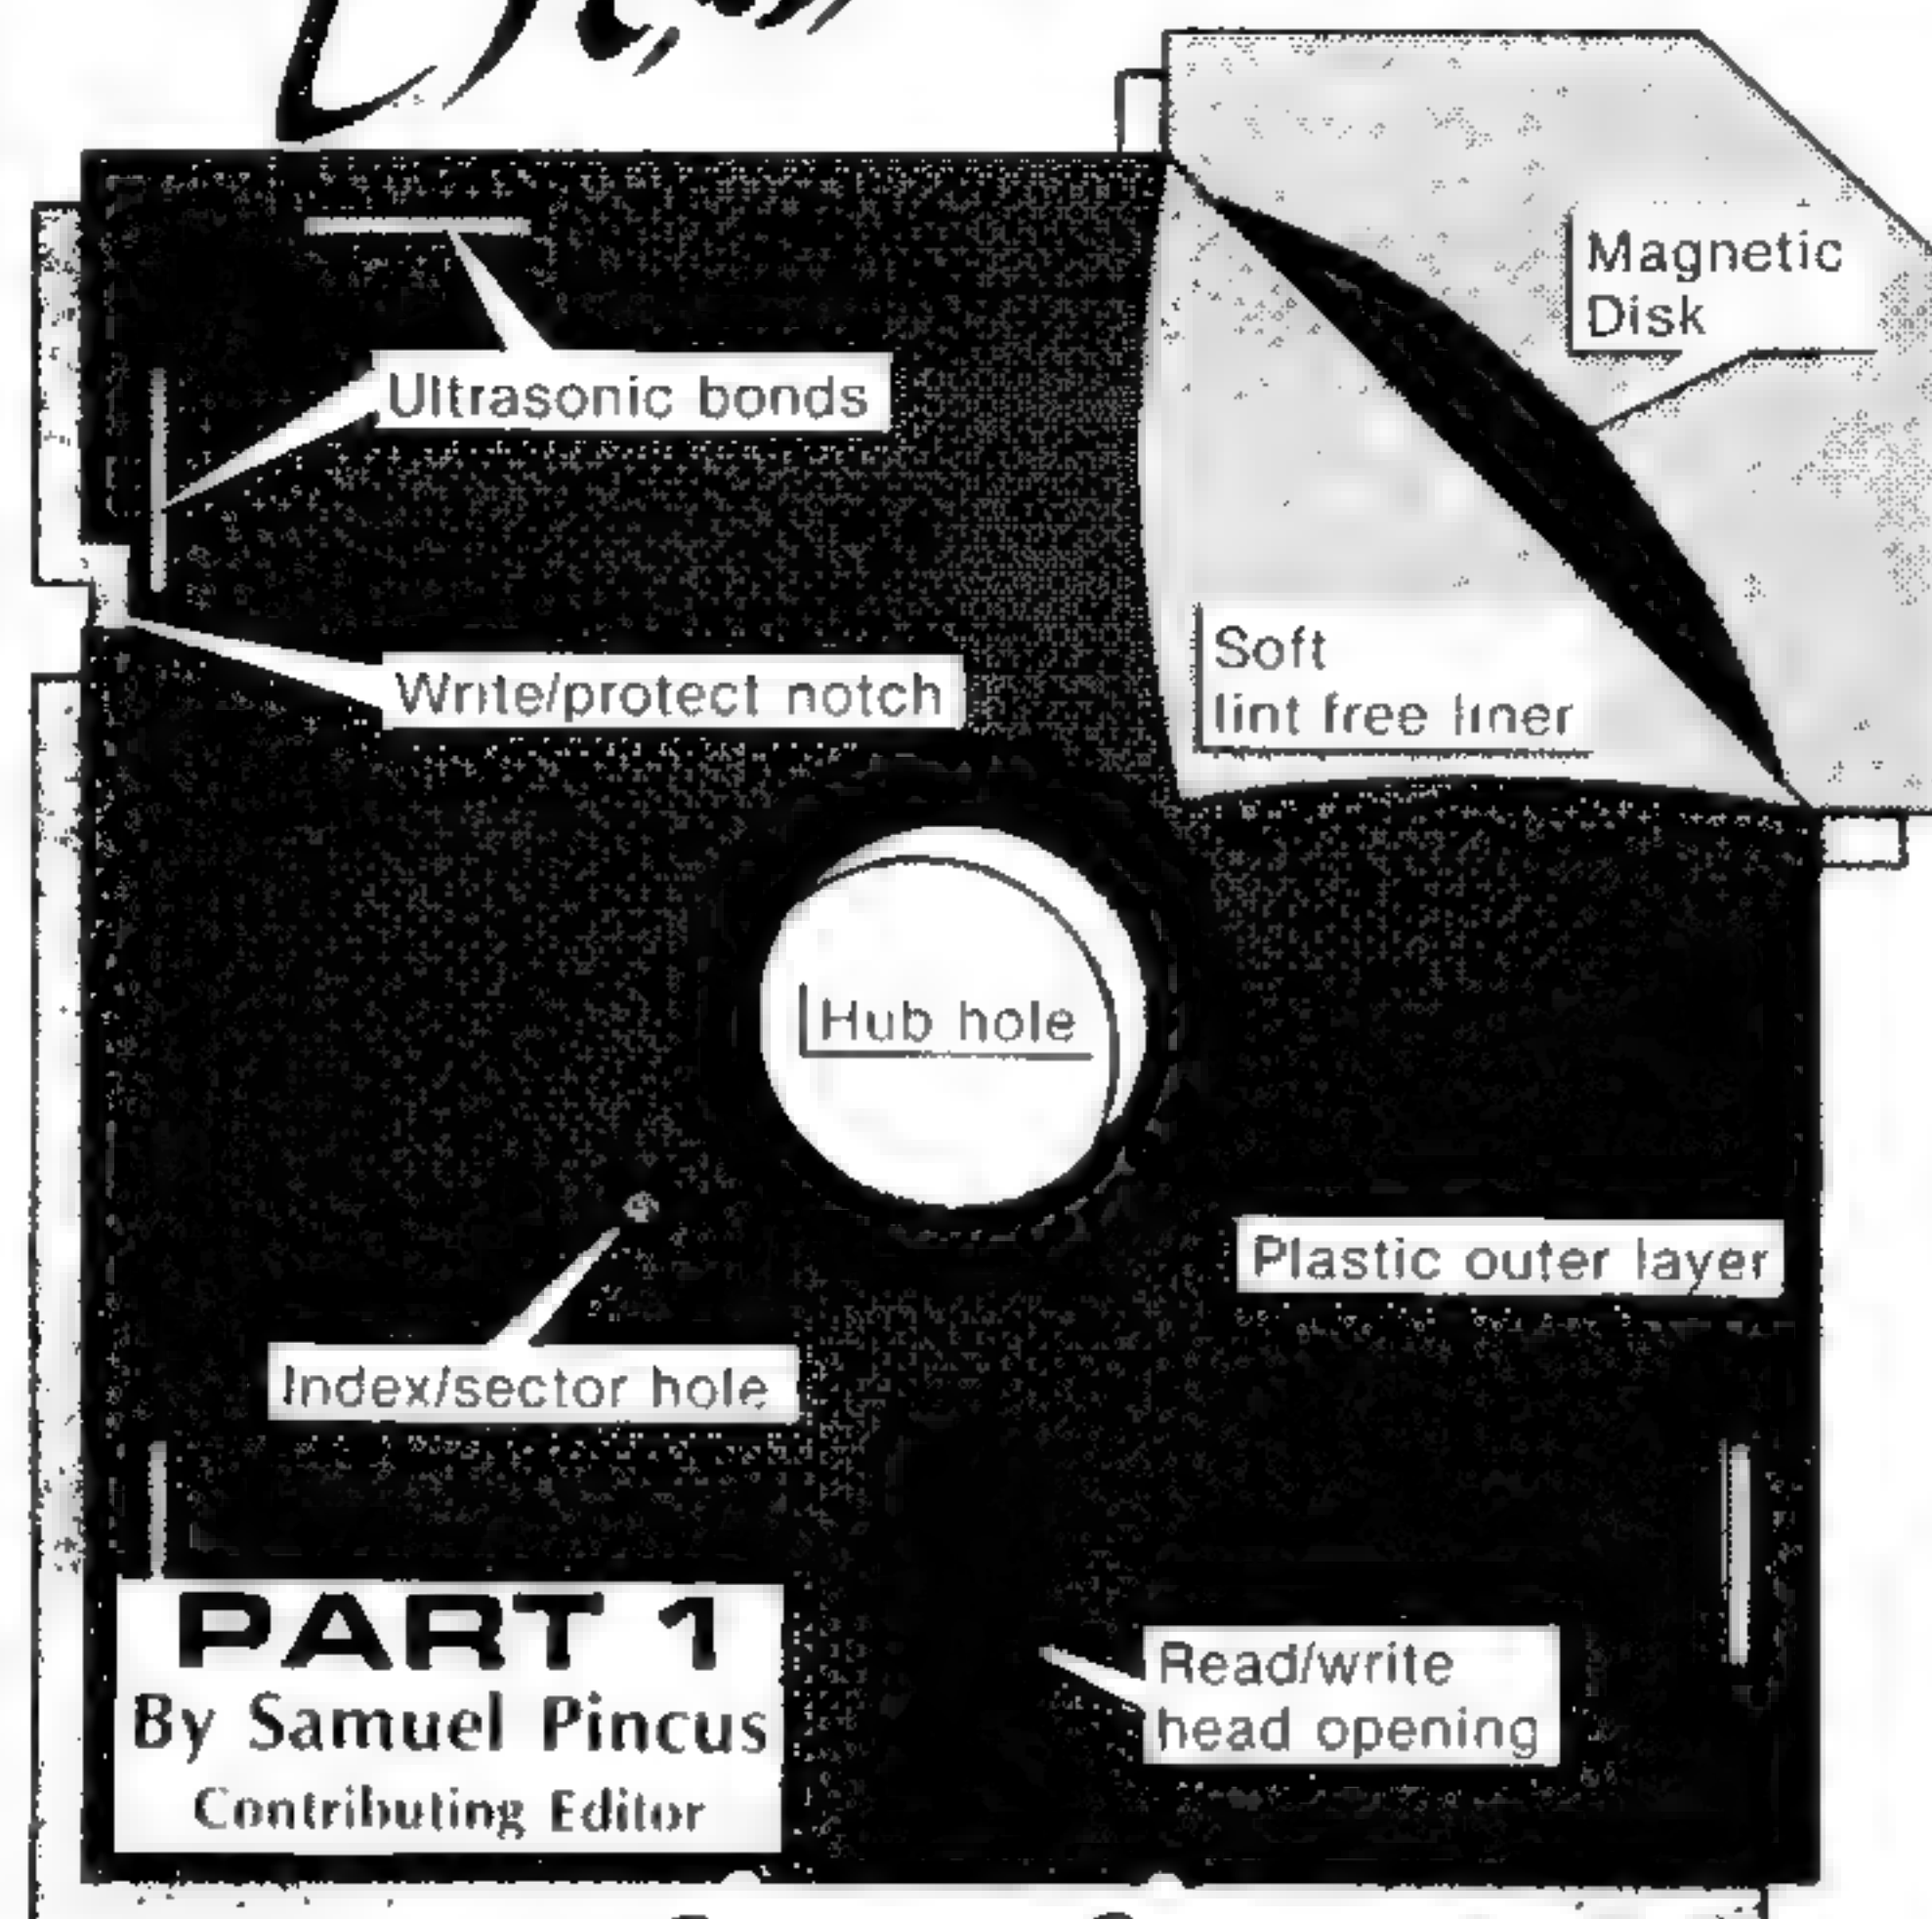 Magnetic
Disk
Ultrasonic bonds
Write/protect notch
Soft
lint free liner
Hub hole
Plastic outer layer
Index/sector hole
PART 1
By Samuel Pincus
Contributing Editor
Read/write
head opening